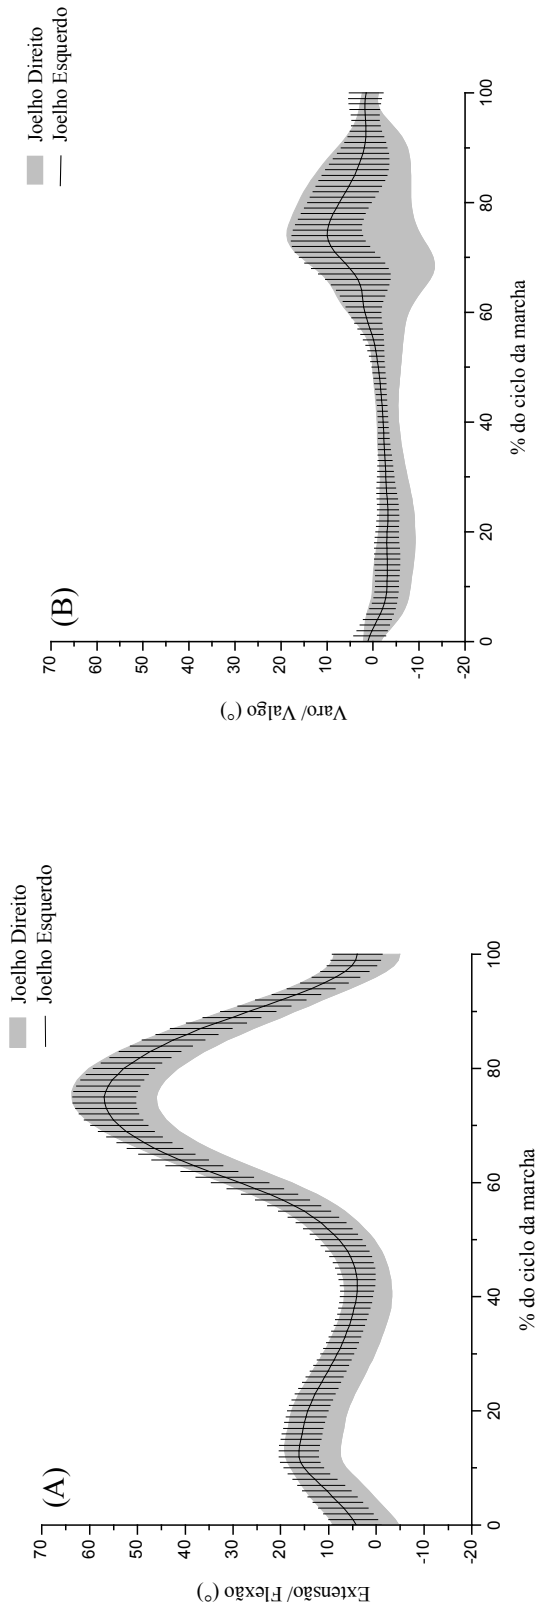 (A)
Joelho Direito
Joelho Esquerdo
70
60
50
40
30
20
10
0
-10
-20
Extensão/ Flexão (°)
0 20 40 60 80 100
% do ciclo da marcha
(B)
Joelho Direito
Joelho Esquerdo
70
60
50
40
30
20
10
0
-10
-20
Varo/ Valgo (°)
0 20 40 60 80 100
% do ciclo da marcha